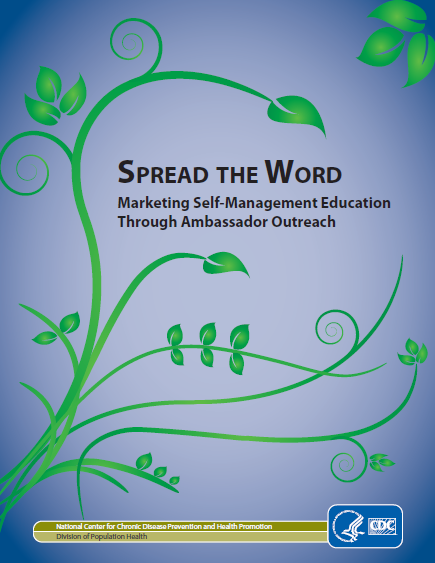 SPREAD THE WORD
Marketing Self-Management Education
Through Ambassador Outreach
National Center for Chronic Disease Prevention and Health Promotion
Division of Population Health
CDC